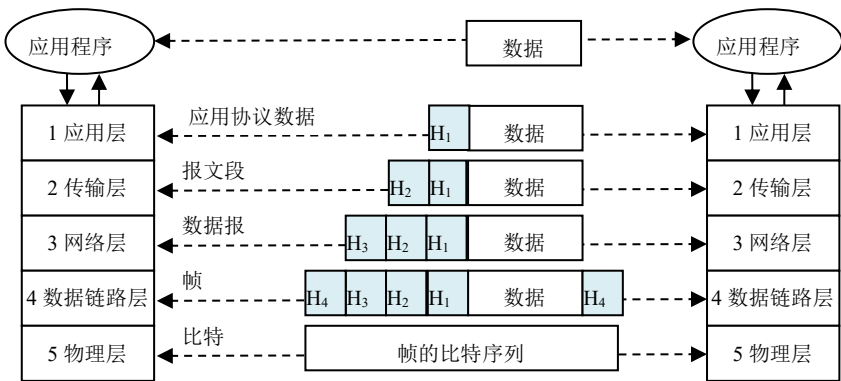 应用程序 数据 应用程序
应用协议数据
1 应用层 H₁ 数据 1 应用层
报文段
2 传输层 H₂ H₁ 数据 2 传输层
数据报
3 网络层 H₃ H₂ H₁ 数据 3 网络层
帧
4 数据链路层 H₄ H₃ H₂ H₁ 数据 H₄ 4 数据链路层
比特
5 物理层 帧的比特序列 5 物理层